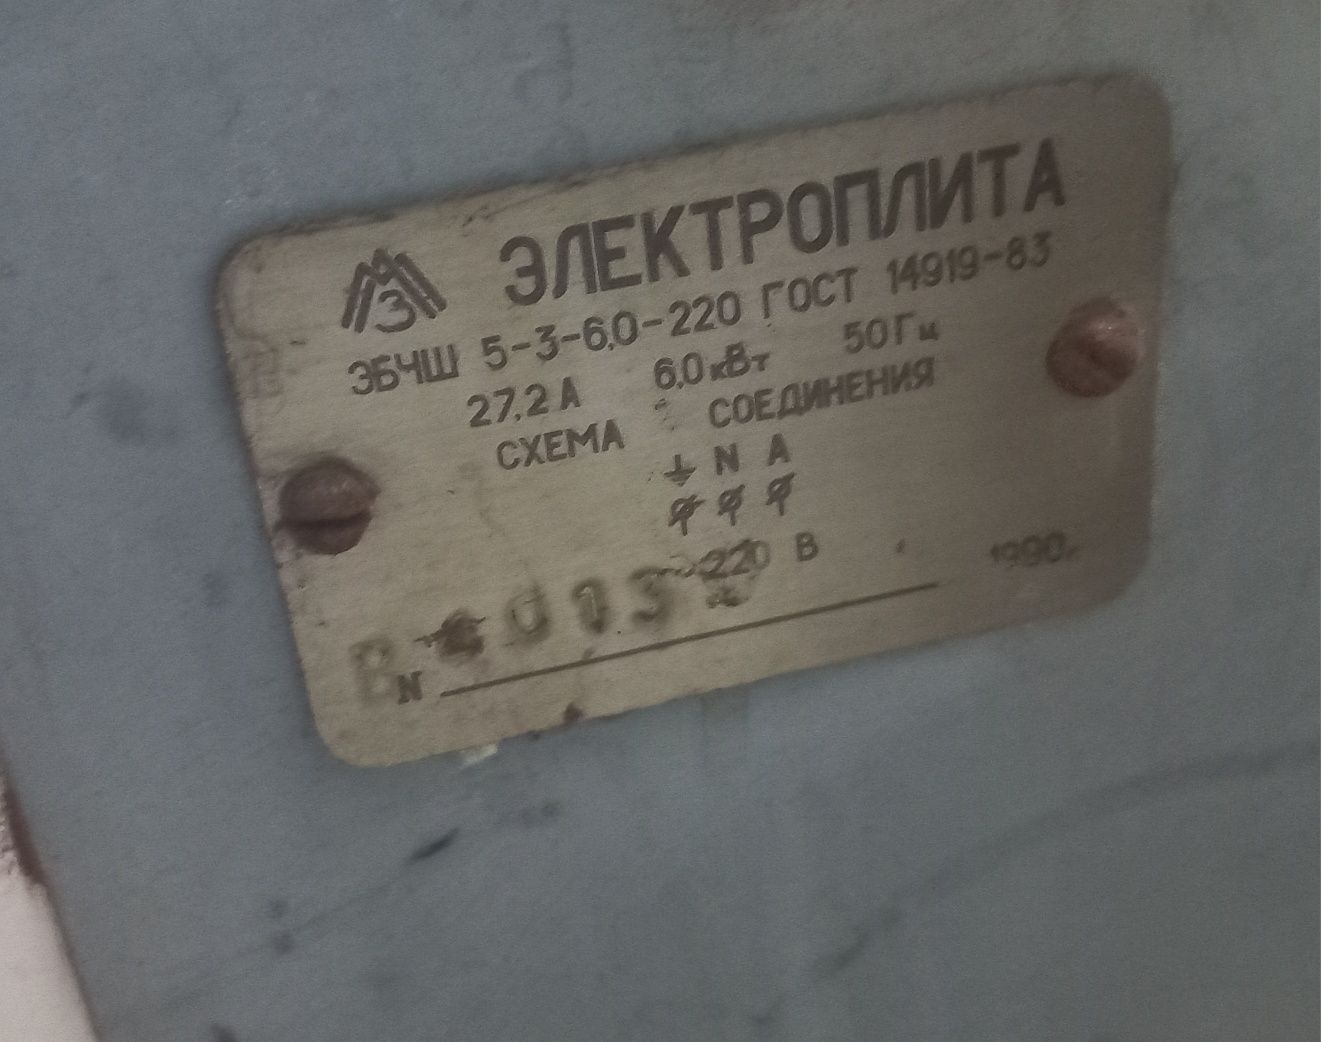 ЭЛЕКТРОПЛИТА
ЭБЧШ 5-3-6,0-220 ГОСТ 14919-83
27,2 А 6,0 кВт 50 Гц
СХЕМА СОЕДИНЕНИЯ
⏚ N A
~220 В 1990г.
N